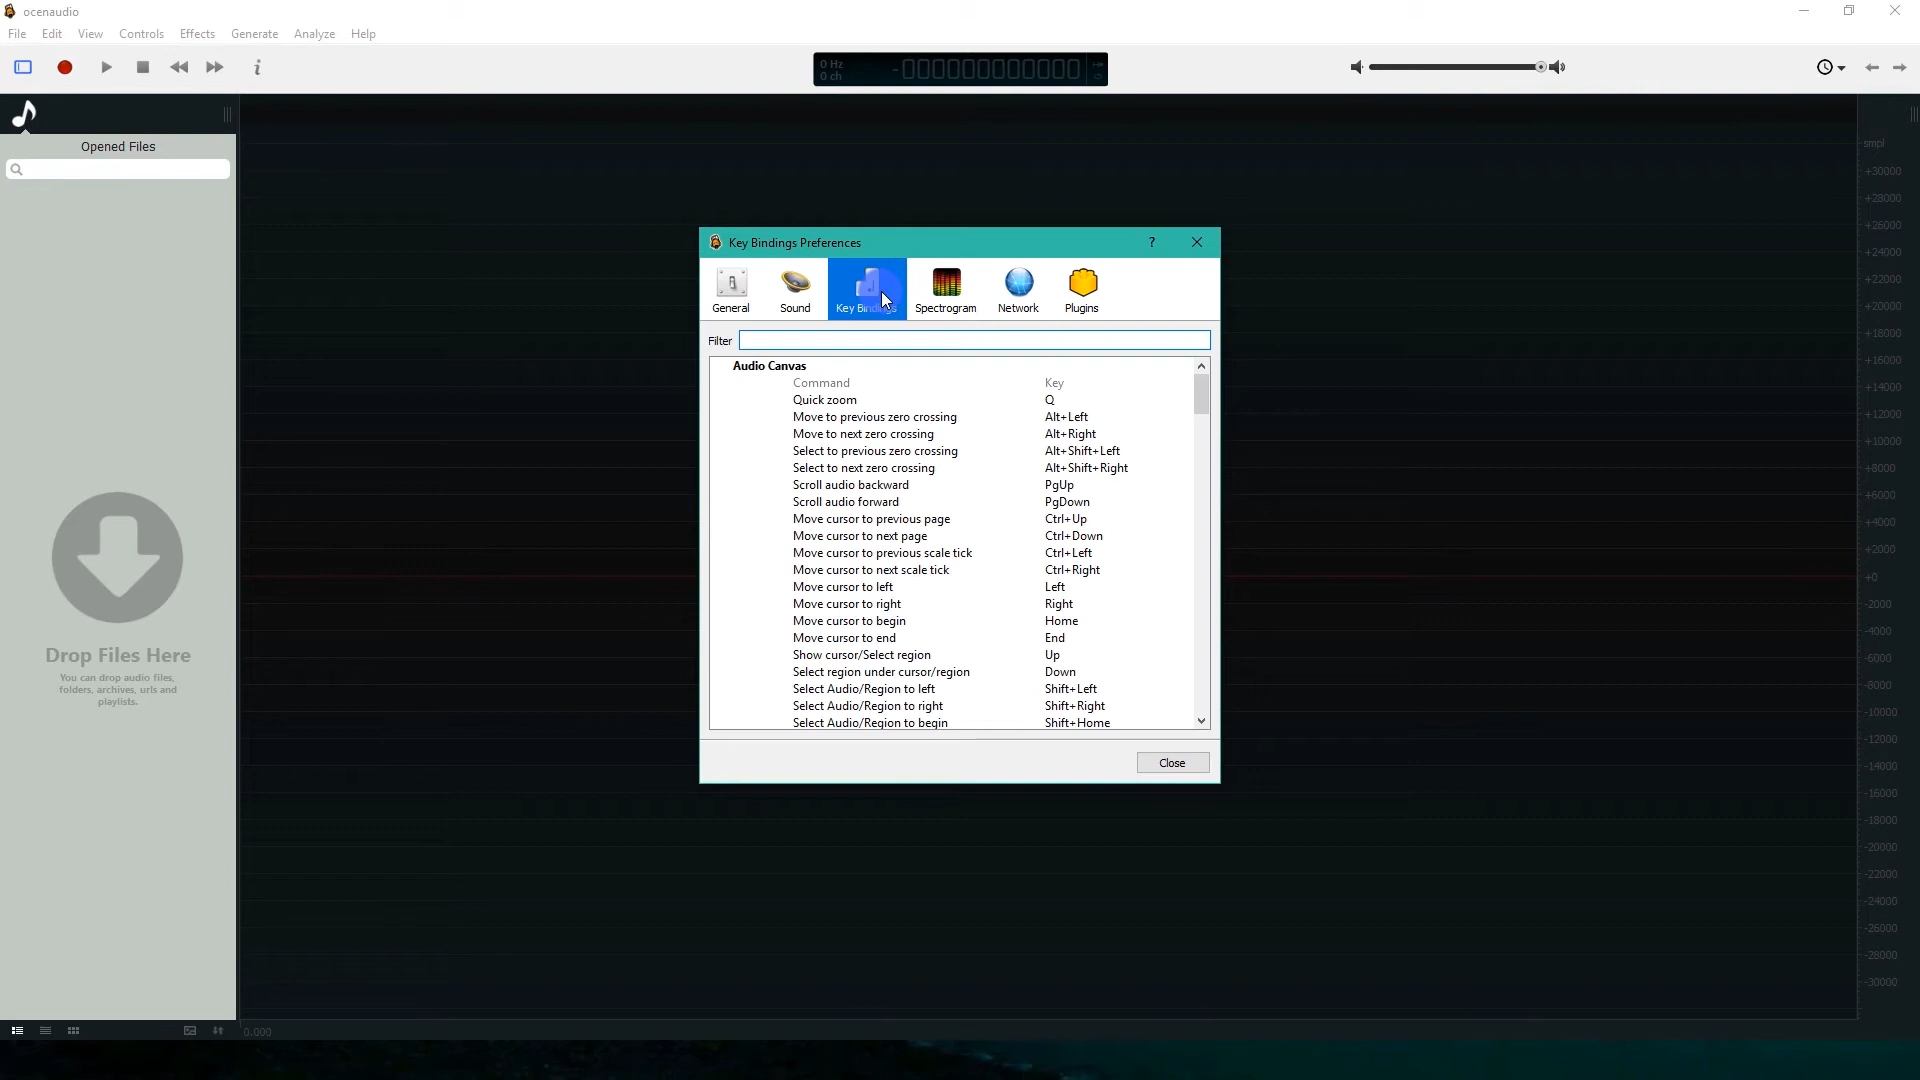 ocenaudio
File Edit View Controls Effects Generate Analyze Help
0 Hz
0 ch
Opened Files
smpl
+30000
+28000
+26000
+24000
+22000
+20000
+18000
+16000
+14000
+12000
+10000
+8000
+6000
+4000
+2000
+0
-2000
-4000
-6000
-8000
-10000
-12000
-14000
-16000
-18000
-20000
-22000
-24000
-26000
-28000
-30000
Key Bindings Preferences
?
General Sound Key Bindings Spectrogram Network Plugins
Filter
Audio Canvas
Command Key
Quick zoom Q
Move to previous zero crossing Alt+Left
Move to next zero crossing Alt+Right
Select to previous zero crossing Alt+Shift+Left
Select to next zero crossing Alt+Shift+Right
Scroll audio backward PgUp
Scroll audio forward PgDown
Move cursor to previous page Ctrl+Up
Move cursor to next page Ctrl+Down
Move cursor to previous scale tick Ctrl+Left
Move cursor to next scale tick Ctrl+Right
Move cursor to left Left
Move cursor to right Right
Move cursor to begin Home
Move cursor to end End
Show cursor/Select region Up
Select region under cursor/region Down
Select Audio/Region to left Shift+Left
Select Audio/Region to right Shift+Right
Select Audio/Region to begin Shift+Home
Close
Drop Files Here
You can drop audio files,
folders, archives, urls and
playlists.
0.000